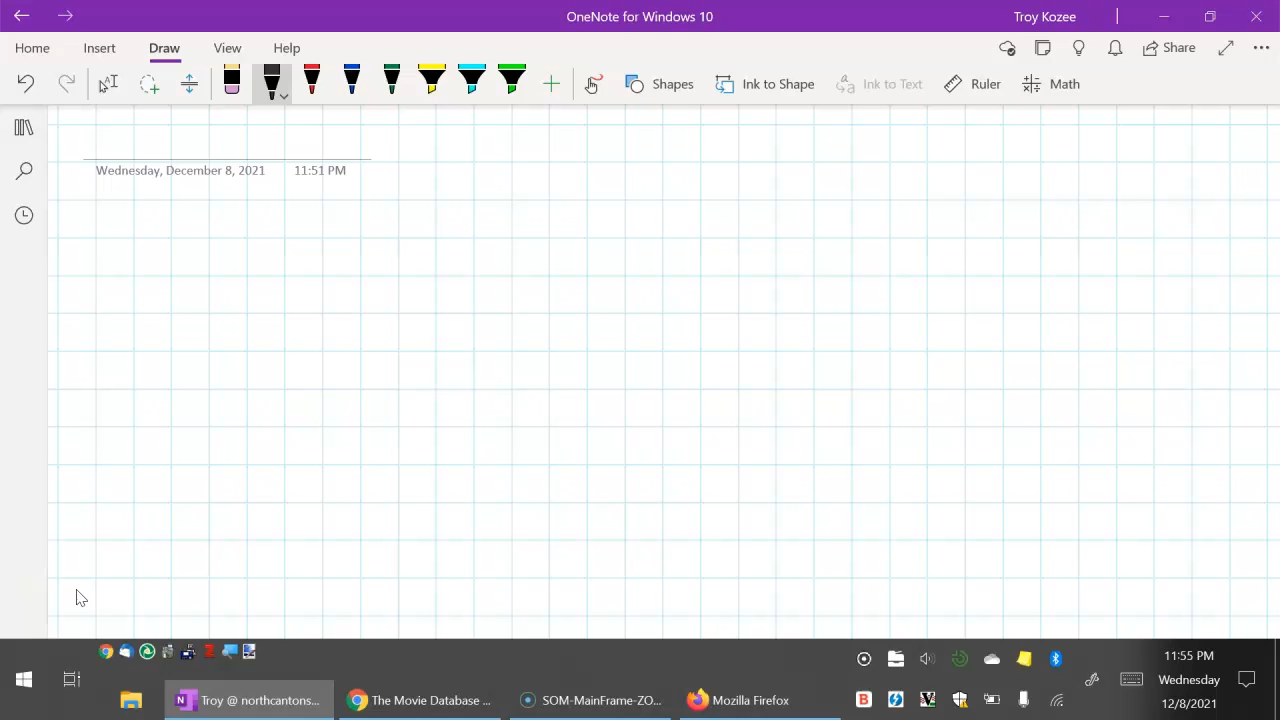 OneNote for Windows 10
Troy Kozee
Home Insert Draw View Help
Share
Shapes Ink to Shape Ink to Text Ruler Math
Wednesday, December 8, 2021 11:51 PM
11:55 PM
Wednesday
12/8/2021
Troy @ northcantons...
The Movie Database ...
SOM-MainFrame-ZO...
Mozilla Firefox